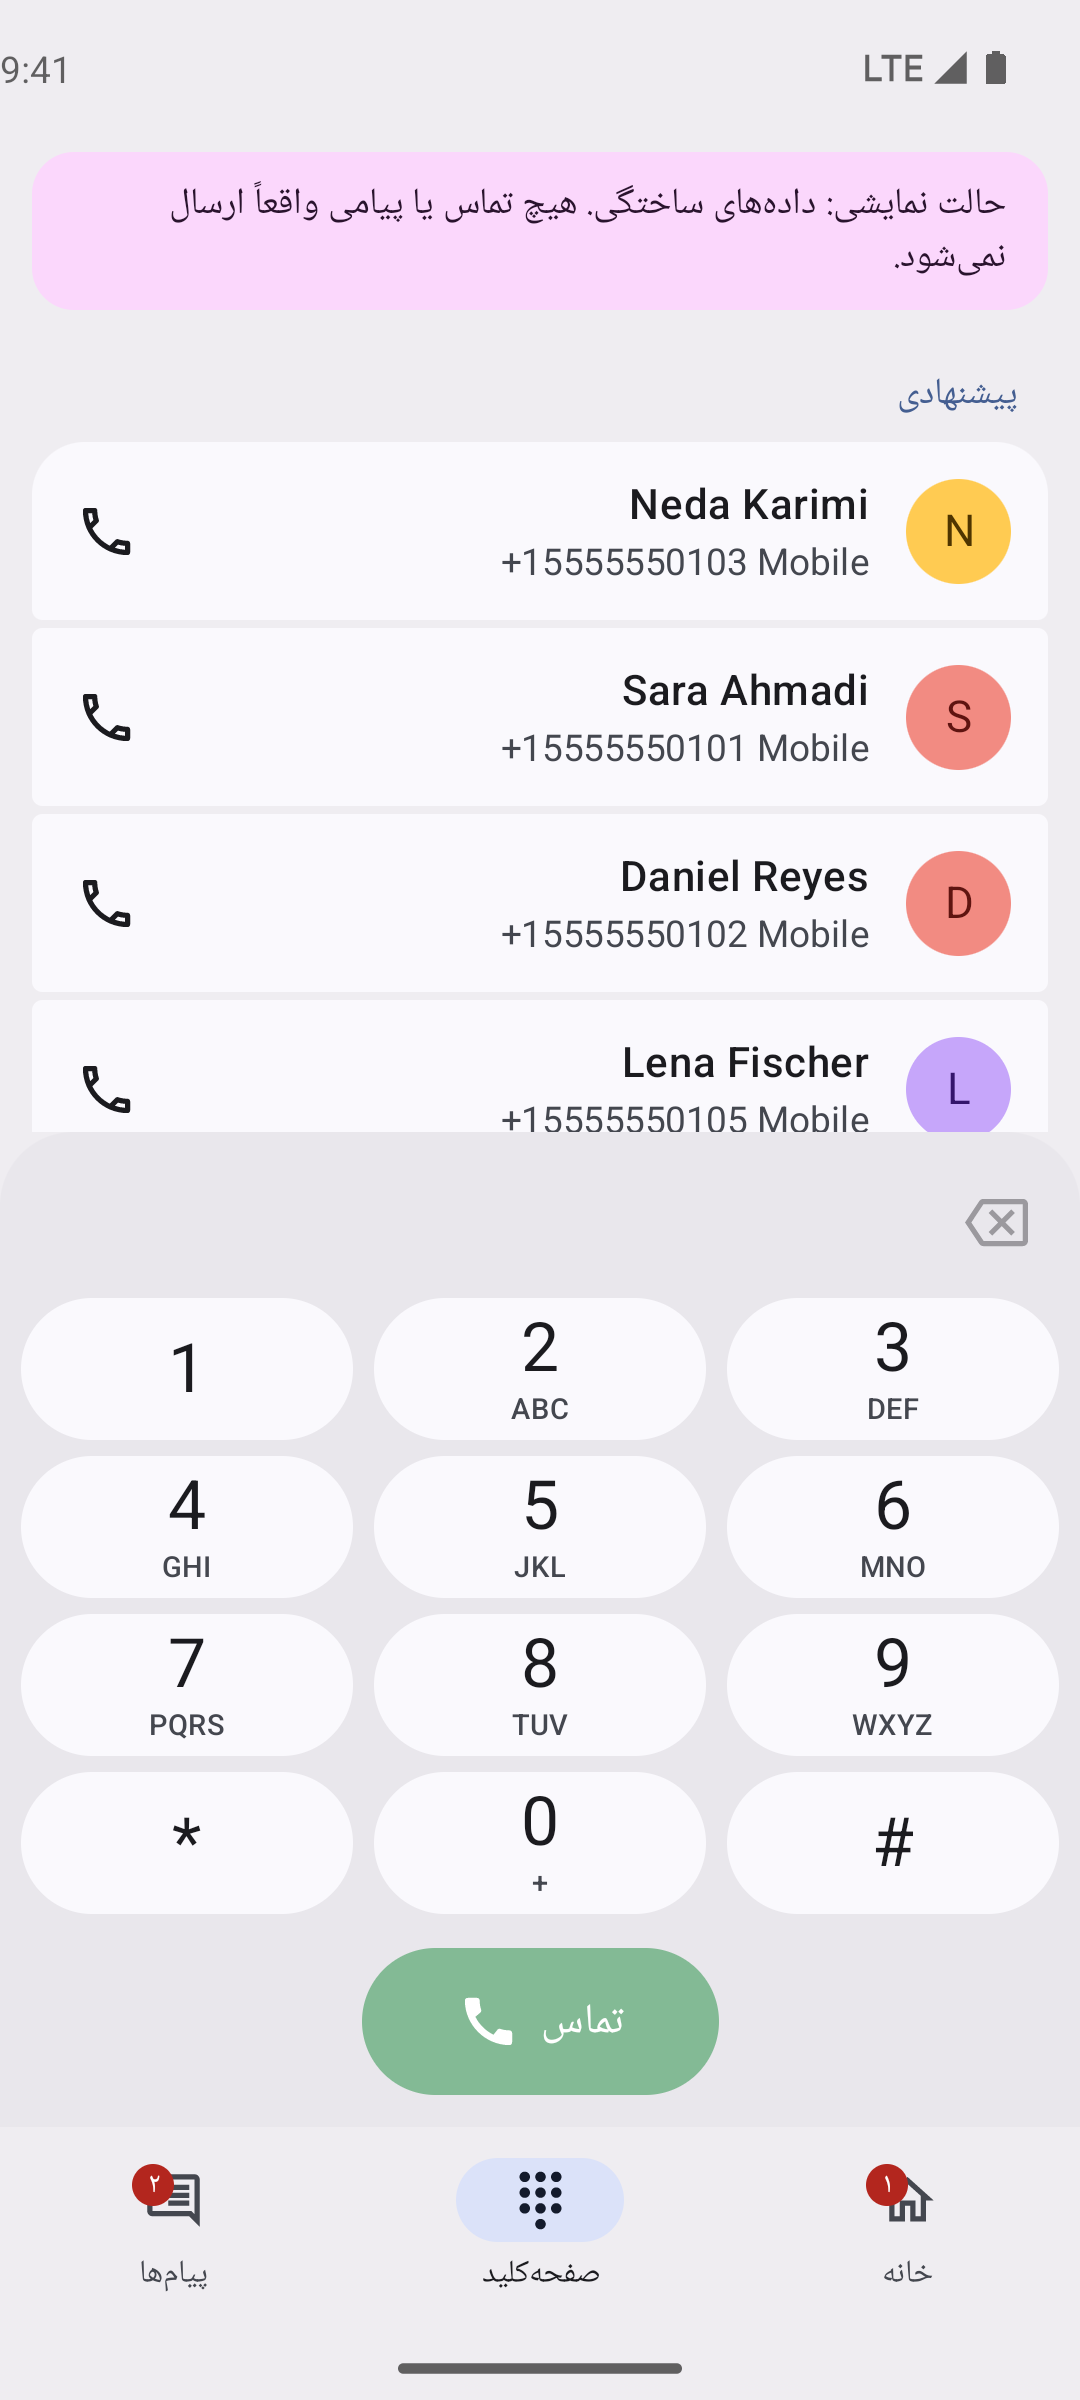 9:41
LTE
حالت نمایشی: داده‌های ساختگی. هیچ تماس یا پیامی واقعاً ارسال
نمی‌شود.
پیشنهادی
N
Neda Karimi
+15555550103 Mobile
S
Sara Ahmadi
+15555550101 Mobile
D
Daniel Reyes
+15555550102 Mobile
L
Lena Fischer
+15555550105 Mobile
1
2
ABC
3
DEF
4
GHI
5
JKL
6
MNO
7
PQRS
8
TUV
9
WXYZ
*
0
+
#
تماس
۱
خانه
صفحه‌کلید
۲
پیام‌ها